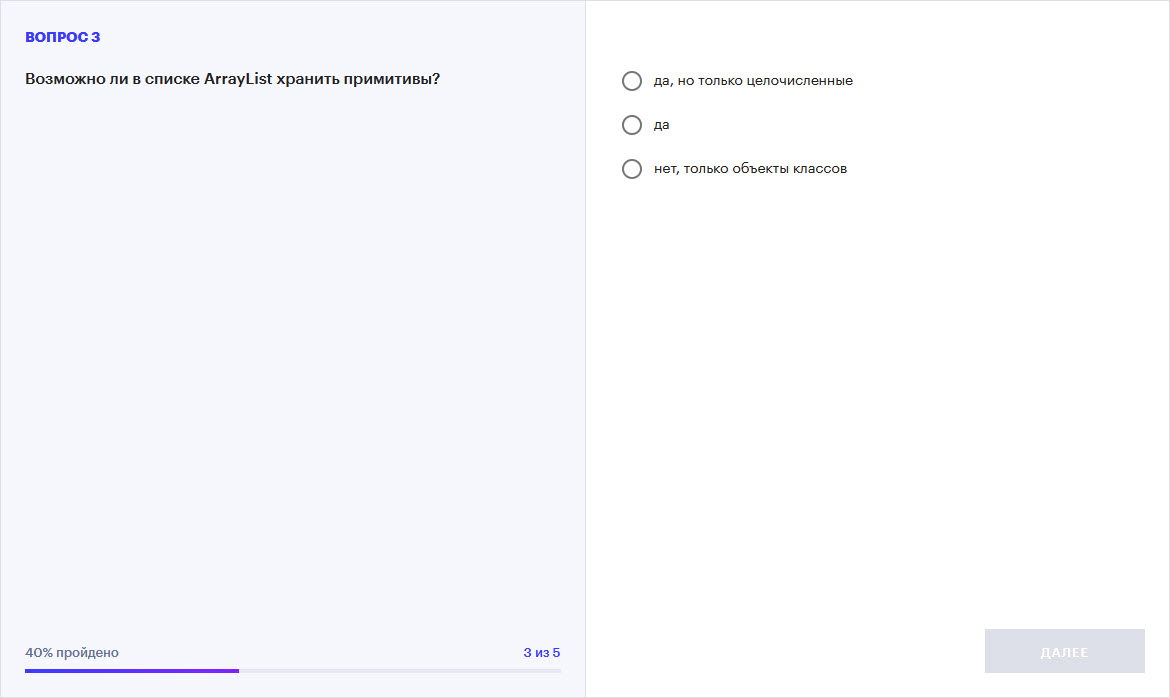 ВОПРОС 3
Возможно ли в списке ArrayList хранить примитивы?
да, но только целочисленные
да
нет, только объекты классов
40% пройдено
3 из 5
ДАЛЕЕ